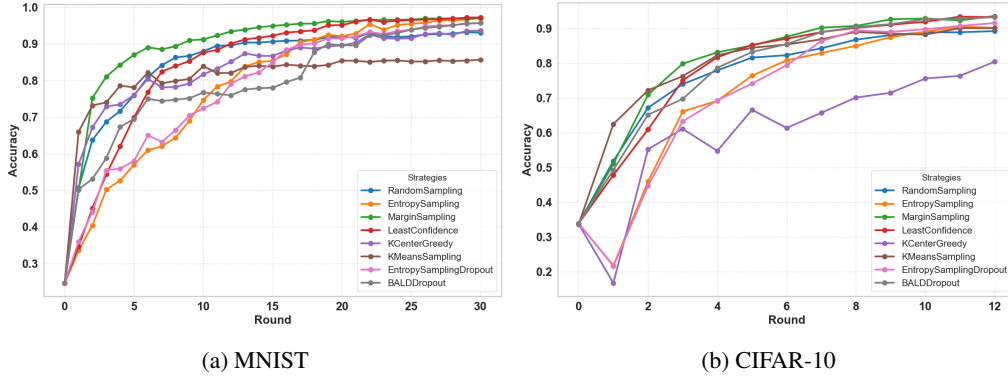 1.0
0.9
0.8
0.7
0.6
0.5
0.4
0.3
Accuracy
0
5
10
15
20
25
30
Round
Strategies
RandomSampling
EntropySampling
MarginSampling
LeastConfidence
KCenterGreedy
KMeansSampling
EntropySamplingDropout
BALDDropout
(a) MNIST
0.9
0.8
0.7
0.6
0.5
0.4
0.3
0.2
Accuracy
0
2
4
6
8
10
12
Round
Strategies
RandomSampling
EntropySampling
MarginSampling
LeastConfidence
KCenterGreedy
KMeansSampling
EntropySamplingDropout
BALDDropout
(b) CIFAR-10